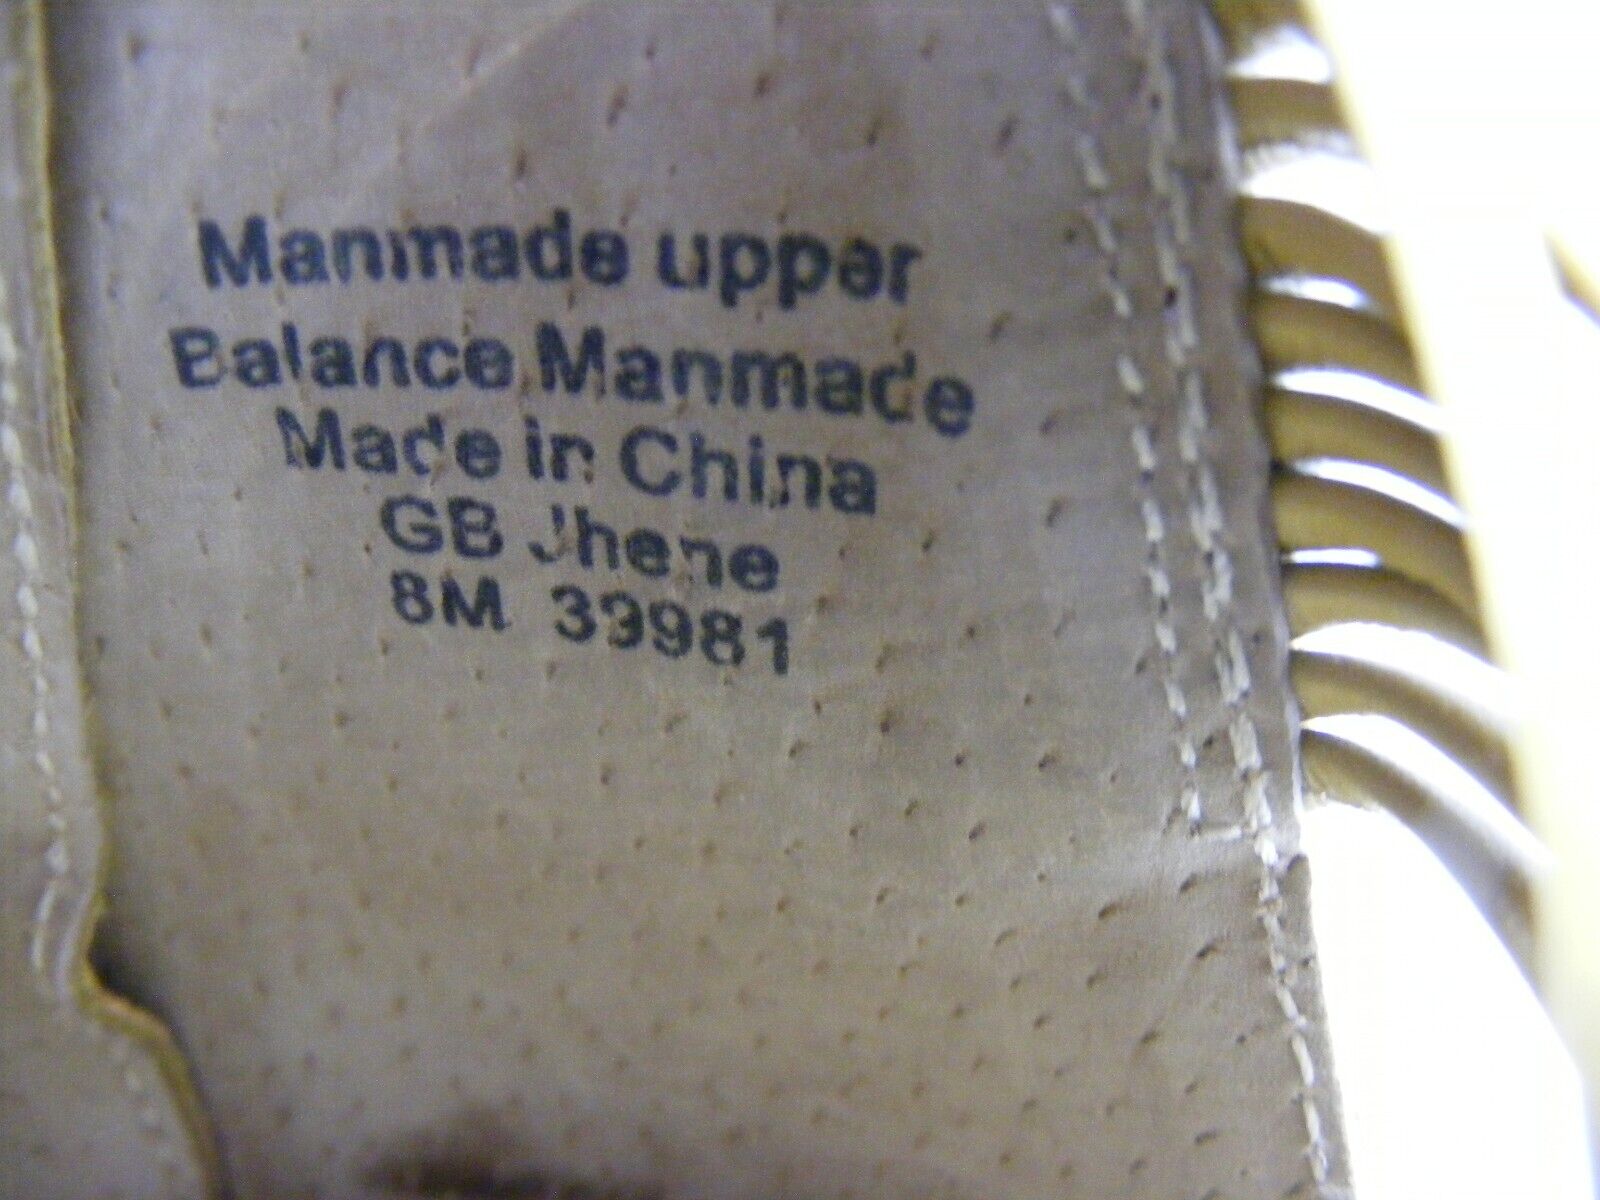 Manmade upper
Balance Manmade
Made in China
GB Jhene
8M 39981